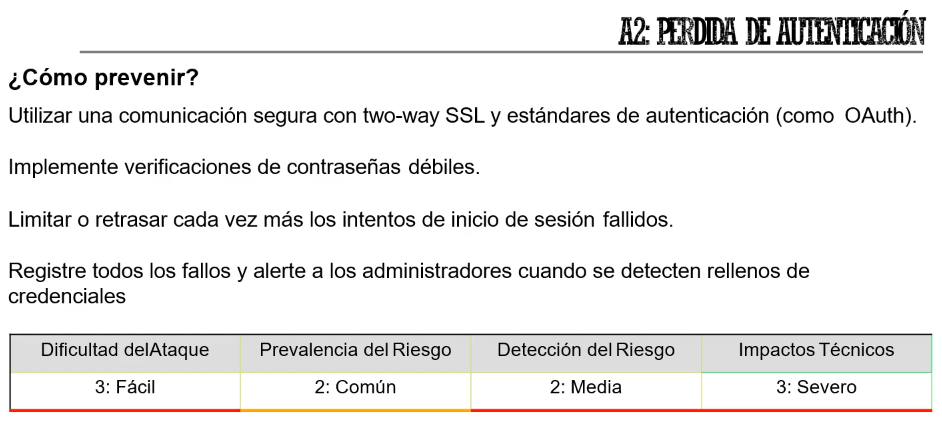 A2: PERDIDA DE AUTENTICACIÓN
¿Cómo prevenir?
Utilizar una comunicación segura con two-way SSL y estándares de autenticación (como OAuth).
Implemente verificaciones de contraseñas débiles.
Limitar o retrasar cada vez más los intentos de inicio de sesión fallidos.
Registre todos los fallos y alerte a los administradores cuando se detecten rellenos de
credenciales
Dificultad delAtaque Prevalencia del Riesgo Detección del Riesgo Impactos Técnicos
3: Fácil 2: Común 2: Media 3: Severo